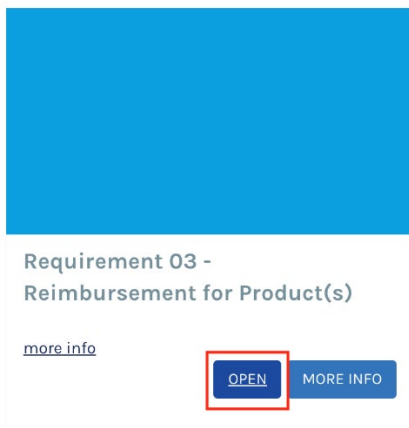 Requirement 03 -
Reimbursement for Product(s)
more info
OPEN MORE INFO